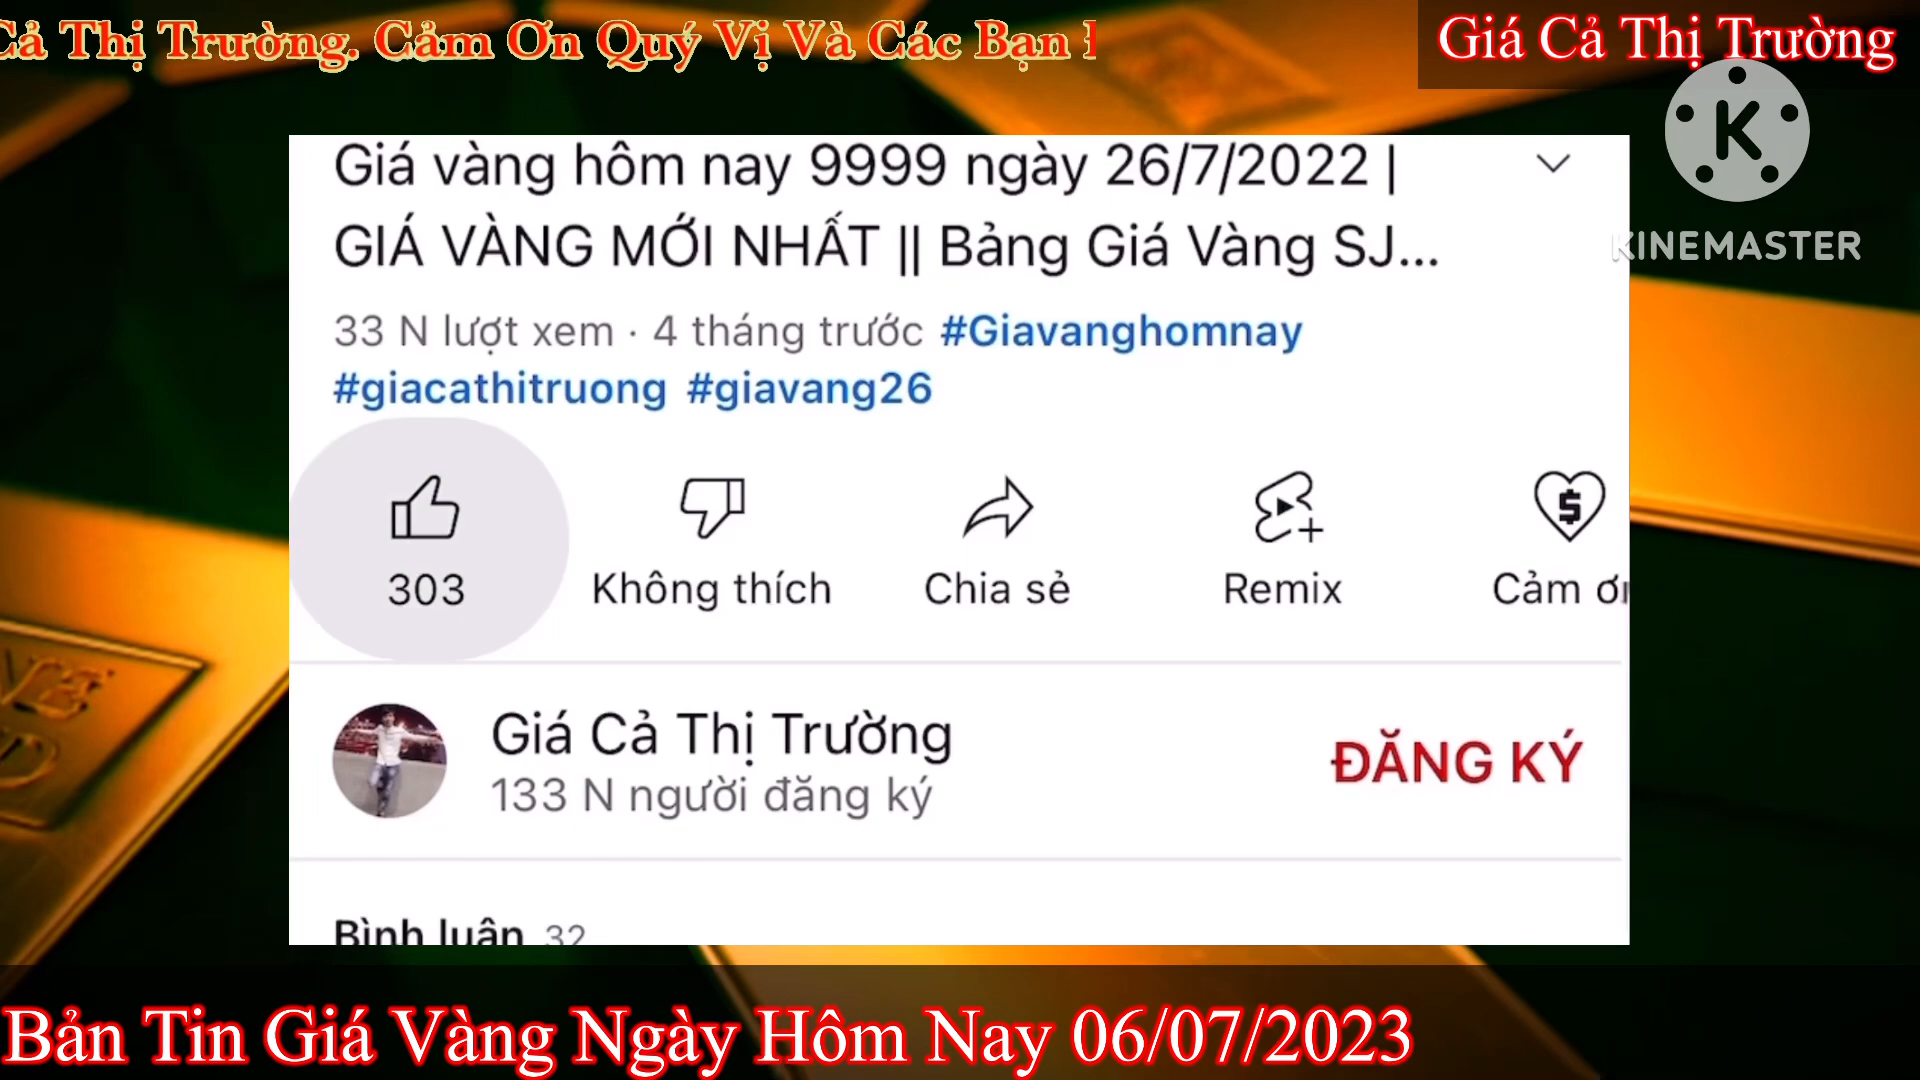 Cả Thị Trường. Cảm Ơn Quý Vị Và Các Bạn
Giá Cả Thị Trường
K
KINEMASTER
Giá vàng hôm nay 9999 ngày 26/7/2022 |
GIÁ VÀNG MỚI NHẤT || Bảng Giá Vàng SJ...
33 N lượt xem · 4 tháng trước #Giavanghomnay
#giacathitruong #giavang26
303
Không thích
Chia sẻ
Remix
Cảm ơn
Giá Cả Thị Trường
133 N người đăng ký
ĐĂNG KÝ
Bình luận 32
Bản Tin Giá Vàng Ngày Hôm Nay 06/07/2023